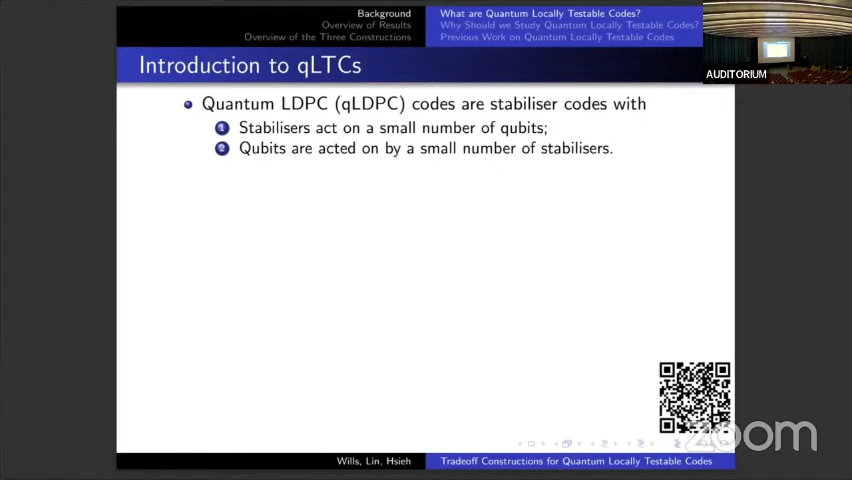 Background
Overview of Results
Overview of the Three Constructions
What are Quantum Locally Testable Codes?
Why Should we Study Quantum Locally Testable Codes?
Previous Work on Quantum Locally Testable Codes
AUDITORIUM
Introduction to qLTCs
Quantum LDPC (qLDPC) codes are stabiliser codes with
1 Stabilisers act on a small number of qubits;
2 Qubits are acted on by a small number of stabilisers.
zoom
Wills, Lin, Hsieh
Tradeoff Constructions for Quantum Locally Testable Codes